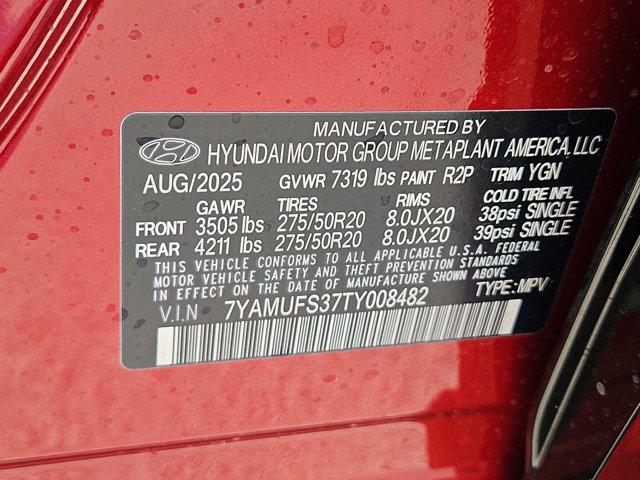 MANUFACTURED BY
HYUNDAI MOTOR GROUP METAPLANT AMERICA, LLC
AUG/2025 GVWR 7319 lbs PAINT R2P TRIM YGN
GAWR TIRES RIMS COLD TIRE INFL
FRONT 3505 lbs 275/50R20 8.0JX20 38psi SINGLE
REAR 4211 lbs 275/50R20 8.0JX20 39psi SINGLE
THIS VEHICLE CONFORMS TO ALL APPLICABLE U.S.A. FEDERAL
MOTOR VEHICLE SAFETY AND THEFT PREVENTION STANDARDS
IN EFFECT ON THE DATE OF MANUFACTURE SHOWN ABOVE
V.I.N 7YAMUFS37TY008482 TYPE:MPV